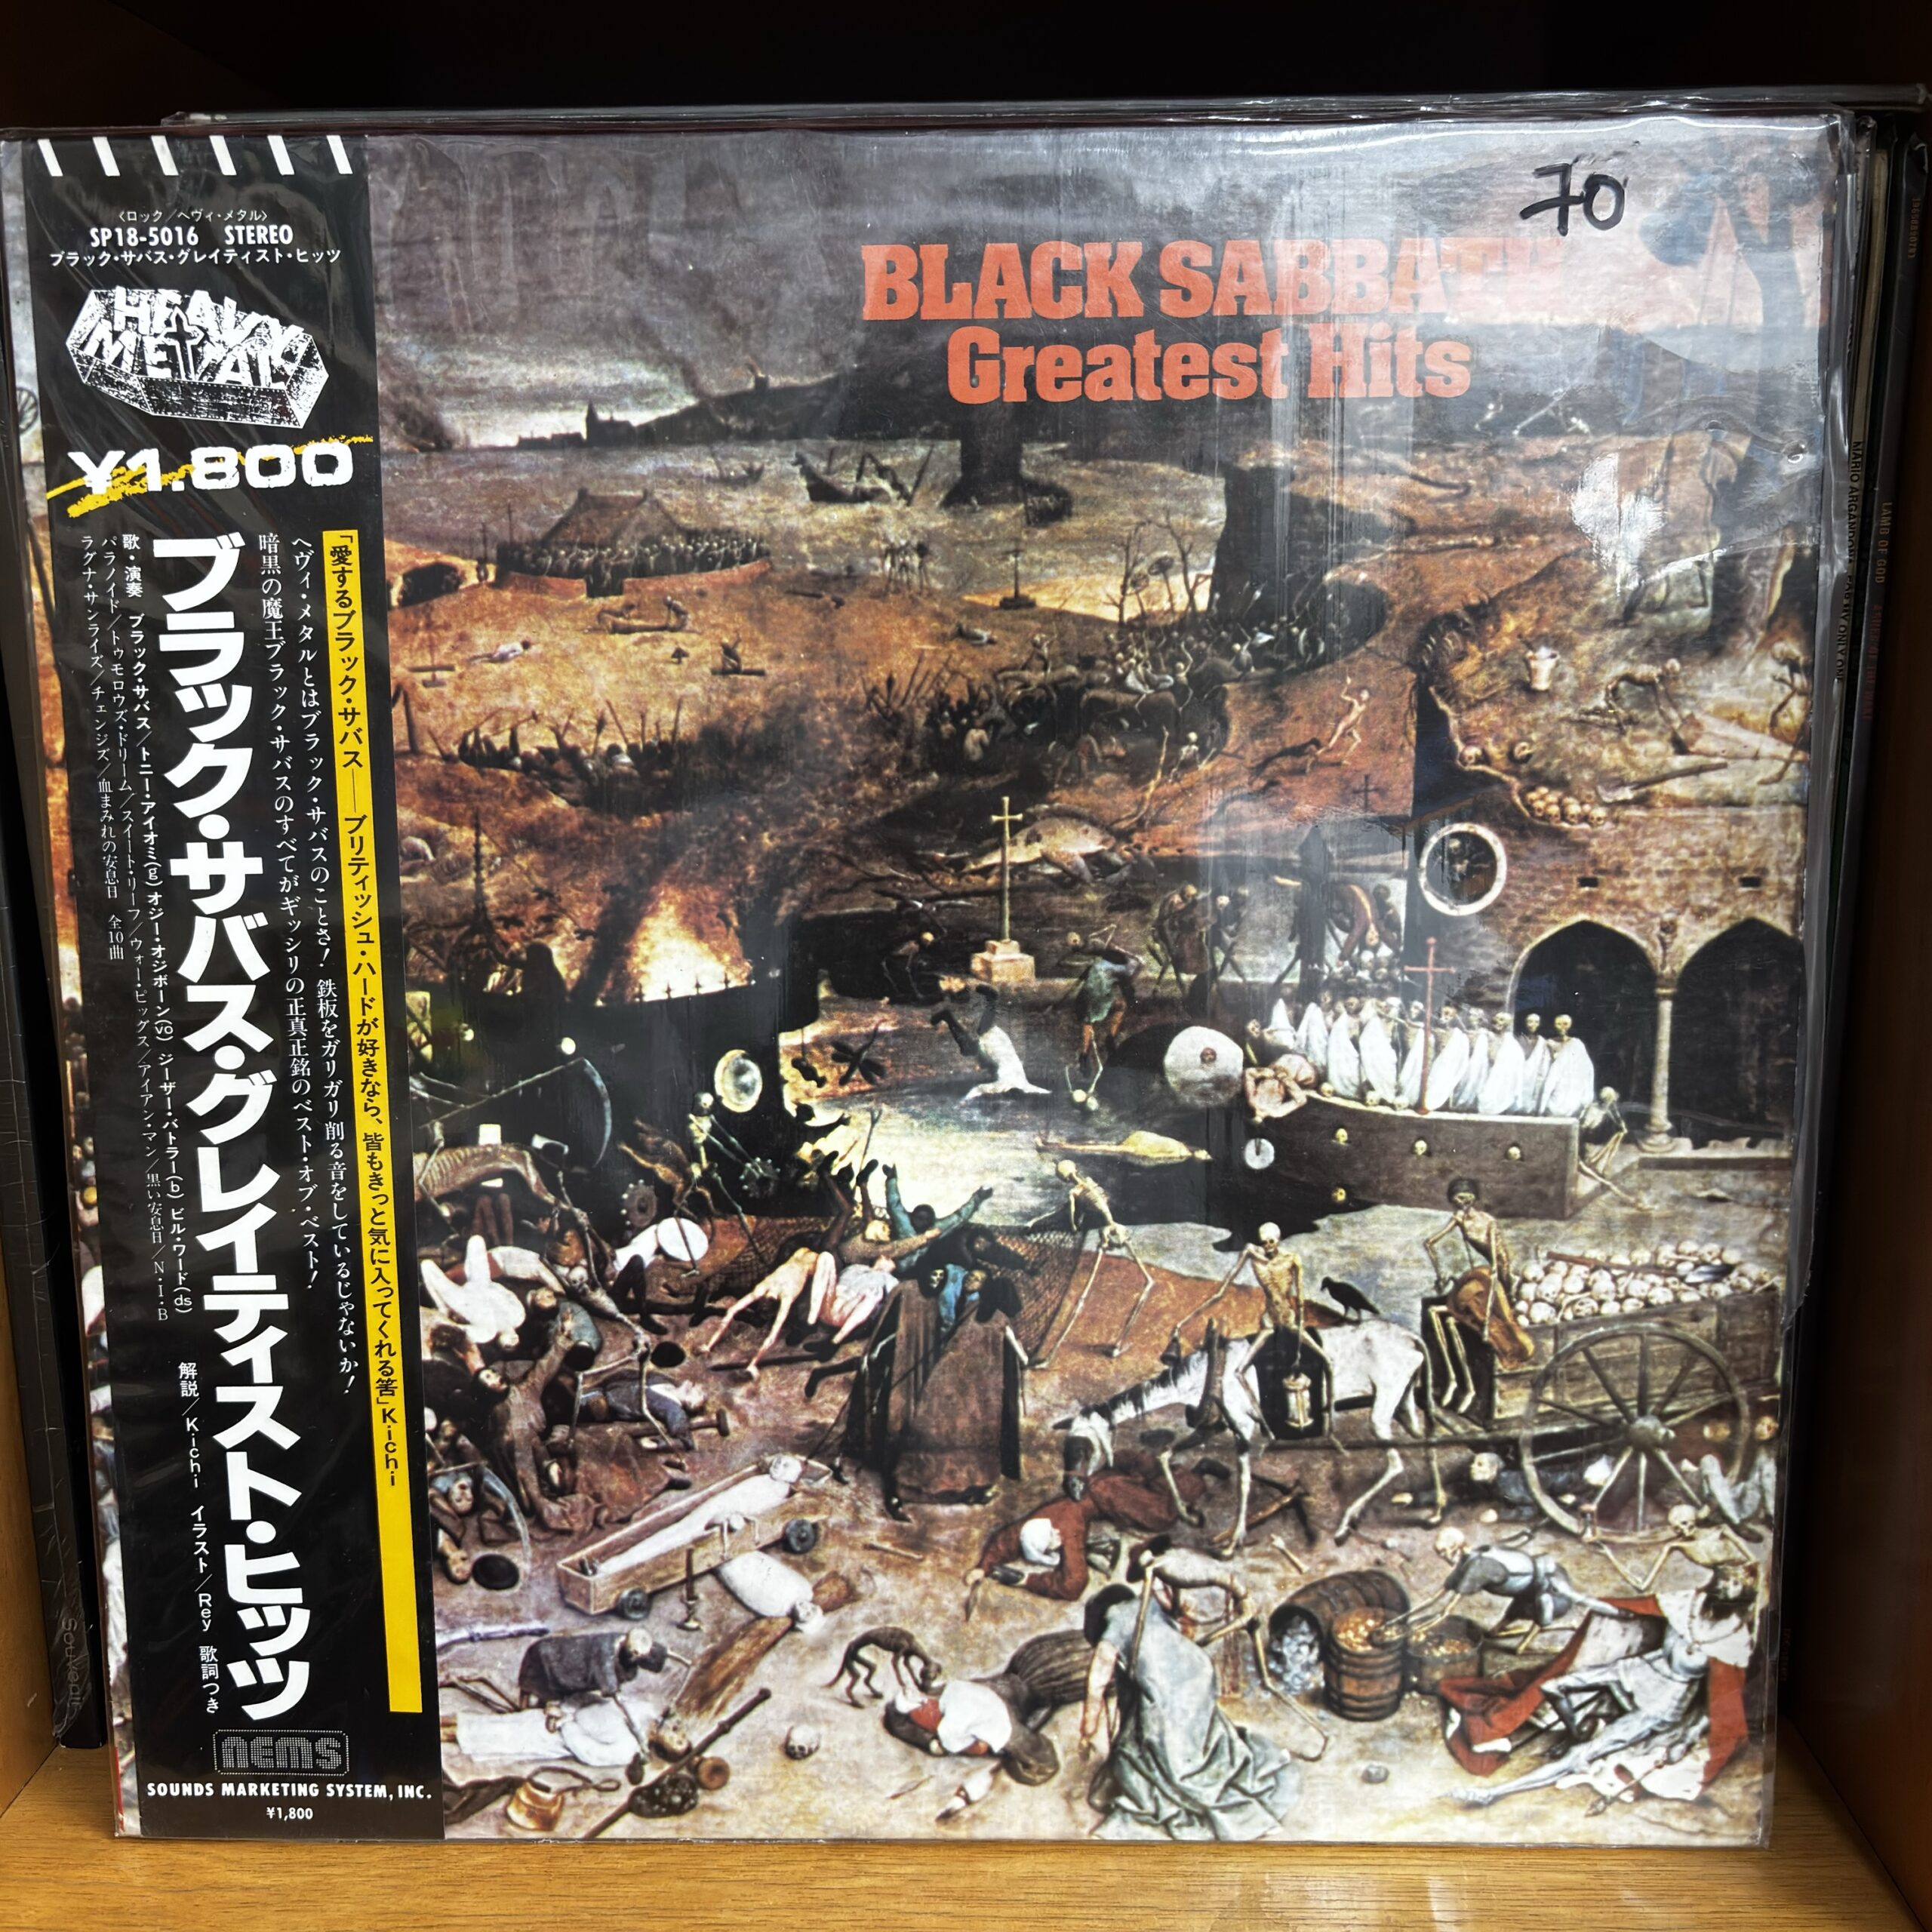 〈ロック/ヘヴィ・メタル〉
SP18-5016 STEREO
ブラック・サバス・グレイティスト・ヒッツ
HEAVY METAL
¥1.800
「愛するブラック・サバス──ブリティッシュ・ハードが好きなら、皆もきっと気に入ってくれる筈」Kichi
ヘヴィ・メタルとはブラック・サバスのことさ! 鉄板をガリガリ削る音をしているじゃないか!
暗黒の魔王ブラック・サバスのすべてがギッシリの正真正銘のベスト・オブ・ベスト!
ブラック・サバス・グレイティスト・ヒッツ
歌・演奏 ブラック・サバス/トニー・アイオミ(g) オジー・オジボーン(vo) ジーザー・バトラー(b) ビル・ワード(ds)
パラノイド/トゥモロウズ・ドリーム/スイート・リーフ/ウォー・ピッグス/アイアン・マン/黒い安息日/N・I・B
ラグナ・サンライズ/チェンジズ/血まみれの安息日 全10曲
解説/Kichi イラスト/Rey 歌詞つき
nems
SOUNDS MARKETING SYSTEM, INC.
¥1,800
70
BLACK SABBATH
Greatest Hits
LAMB OF GOD